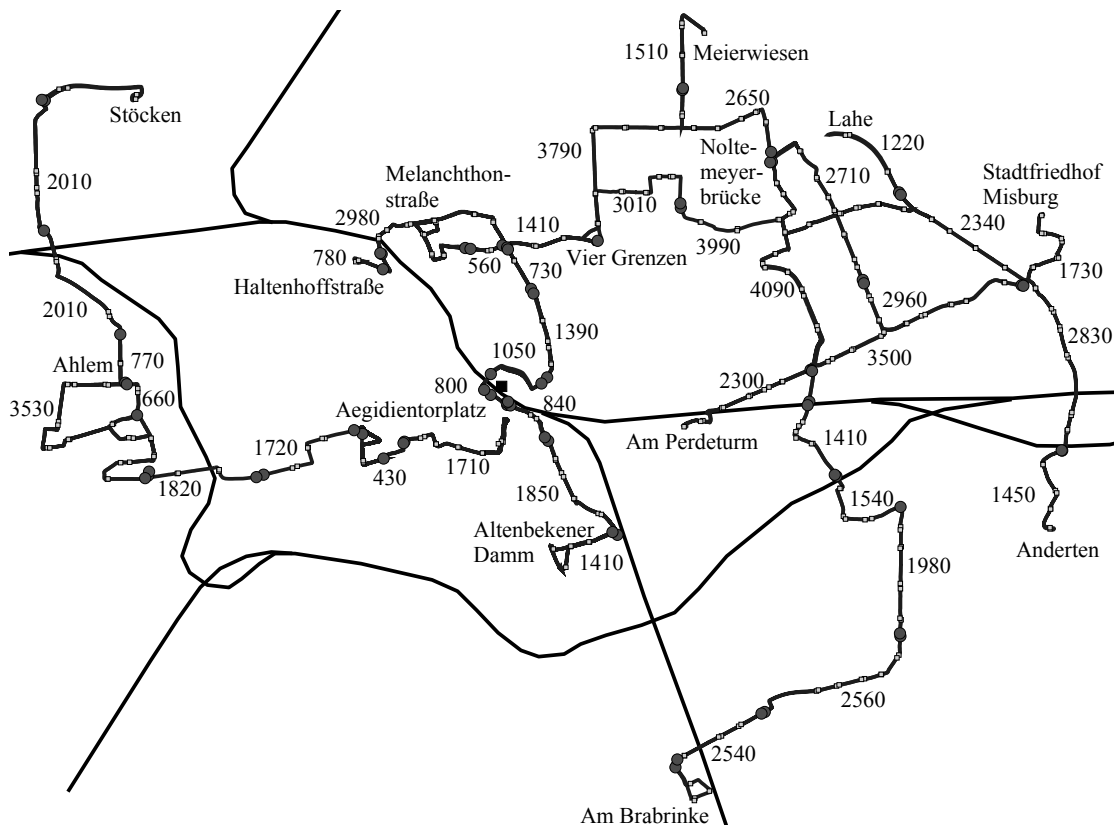 1510
Meierwiesen
Stöcken
2650
Lahe
1220
3790
Nolte-
meyer-
brücke
2710
Stadtfriedhof
Misburg
Melanchthon-
straße
2010
3010
2980
1410
3990
2340
780
560
730
Vier Grenzen
1730
Haltenhoffstraße
4090
2010
1390
2960
2830
1050
3500
Ahlem
770
2300
800
3530
660
Aegidientorplatz
840
Am Perdeturm
1720
430
1710
1410
1820
1850
1540
1450
Altenbekener
Damm
1410
Anderten
1980
2560
2540
Am Brabrinke